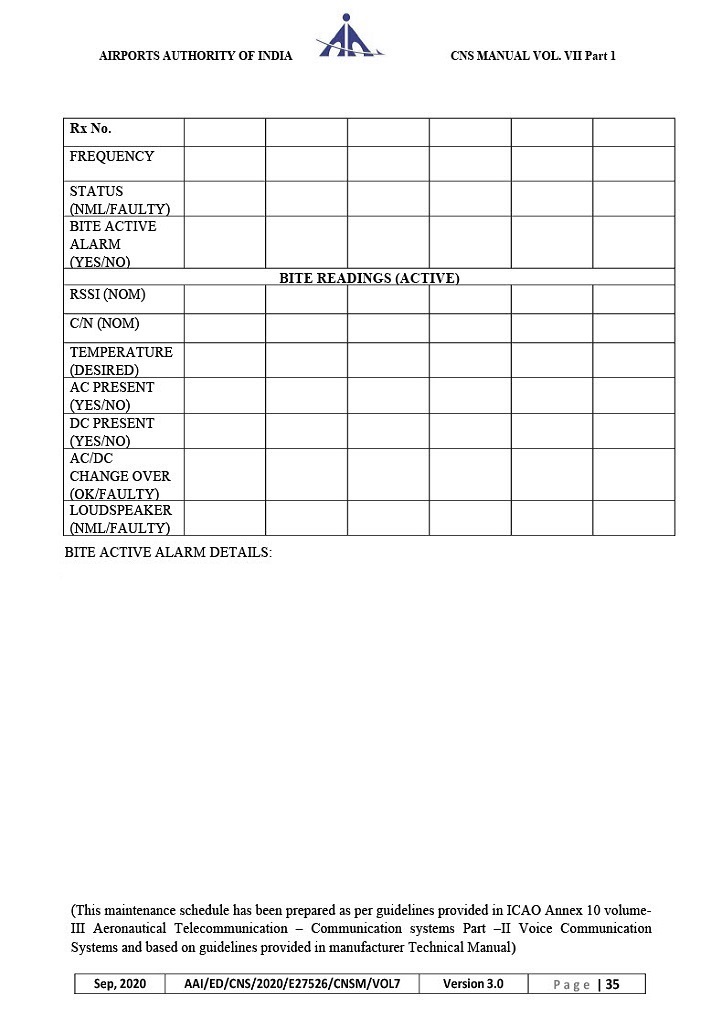 AIRPORTS AUTHORITY OF INDIA
CNS MANUAL VOL. VII Part 1
Rx No.
FREQUENCY
STATUS
(NML/FAULTY)
BITE ACTIVE
ALARM
(YES/NO)
BITE READINGS (ACTIVE)
RSSI (NOM)
C/N (NOM)
TEMPERATURE
(DESIRED)
AC PRESENT
(YES/NO)
DC PRESENT
(YES/NO)
AC/DC
CHANGE OVER
(OK/FAULTY)
LOUDSPEAKER
(NML/FAULTY)
BITE ACTIVE ALARM DETAILS:
(This maintenance schedule has been prepared as per guidelines provided in ICAO Annex 10 volume-
III Aeronautical Telecommunication – Communication systems Part –II Voice Communication
Systems and based on guidelines provided in manufacturer Technical Manual)
Sep, 2020 AAI/ED/CNS/2020/E27526/CNSM/VOL7 Version 3.0 Page | 35